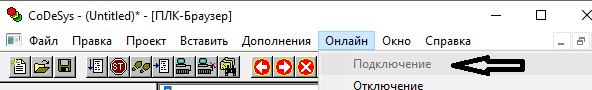 CoDeSys - (Untitled)* - [ПЛК-Браузер]
Файл Правка Проект Вставить Дополнения Онлайн Окно Справка
Подключение
Отключение